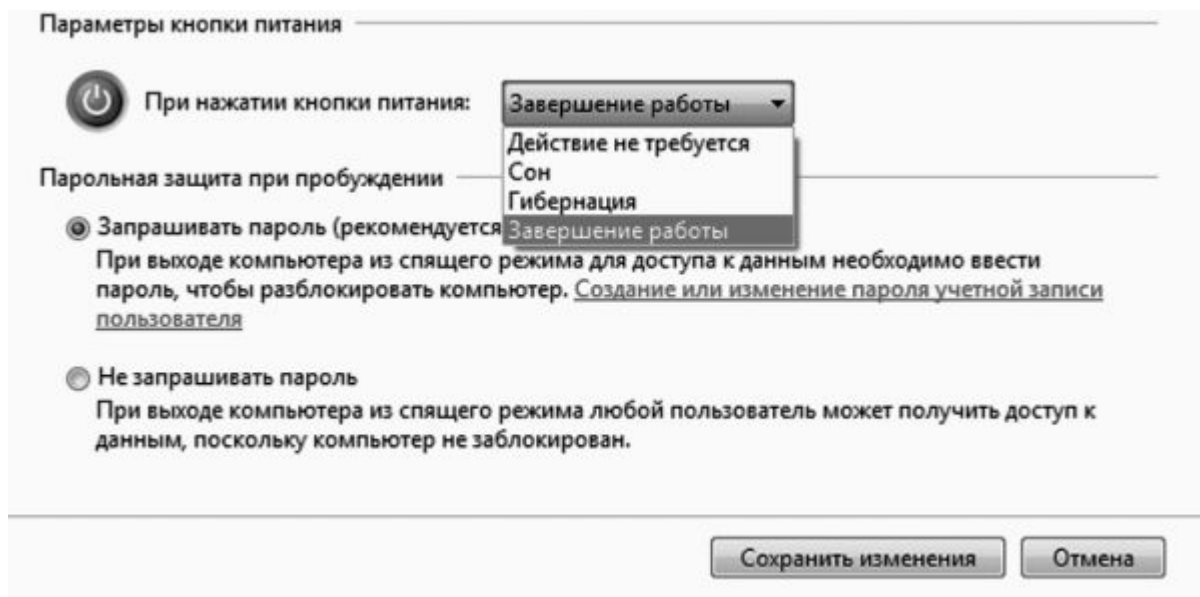 Параметры кнопки питания
При нажатии кнопки питания: Завершение работы
Действие не требуется
Сон
Гибернация
Завершение работы
Парольная защита при пробуждении
Запрашивать пароль (рекомендуется
При выходе компьютера из спящего режима для доступа к данным необходимо ввести
пароль, чтобы разблокировать компьютер. Создание или изменение пароля учетной записи
пользователя
Не запрашивать пароль
При выходе компьютера из спящего режима любой пользователь может получить доступ к
данным, поскольку компьютер не заблокирован.
Сохранить изменения Отмена